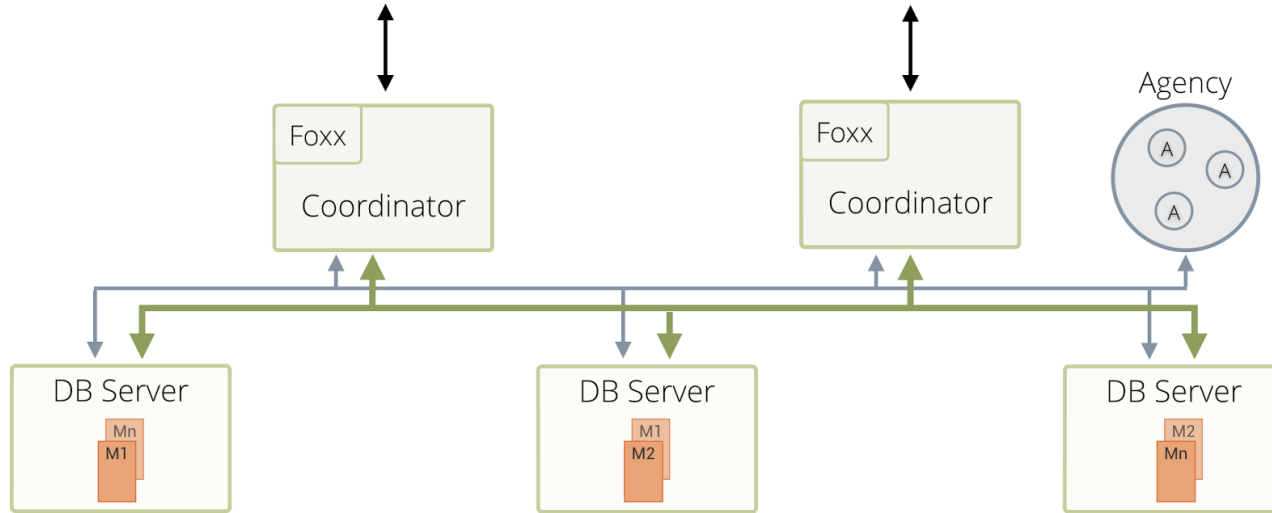 Agency
Foxx
Coordinator
Foxx
Coordinator
A
A
A
DB Server
Mn
M1
DB Server
M1
M2
DB Server
M2
Mn